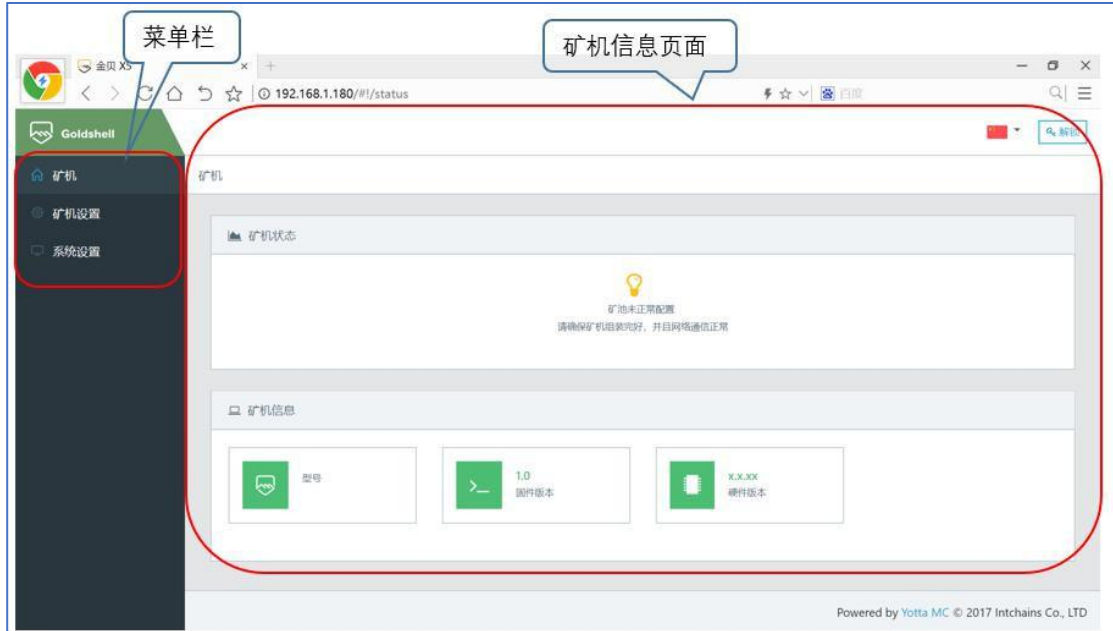 菜单栏
矿机信息页面
金贝 X5
192.168.1.180/#!/status
百度
Goldshell
解锁
矿机
矿机设置
系统设置
矿机
矿机状态
矿池未正常配置
请确保矿机组装完好，并且网络通信正常
矿机信息
型号
1.0
固件版本
x.x.xx
硬件版本
Powered by Yotta MC © 2017 Intchains Co., LTD